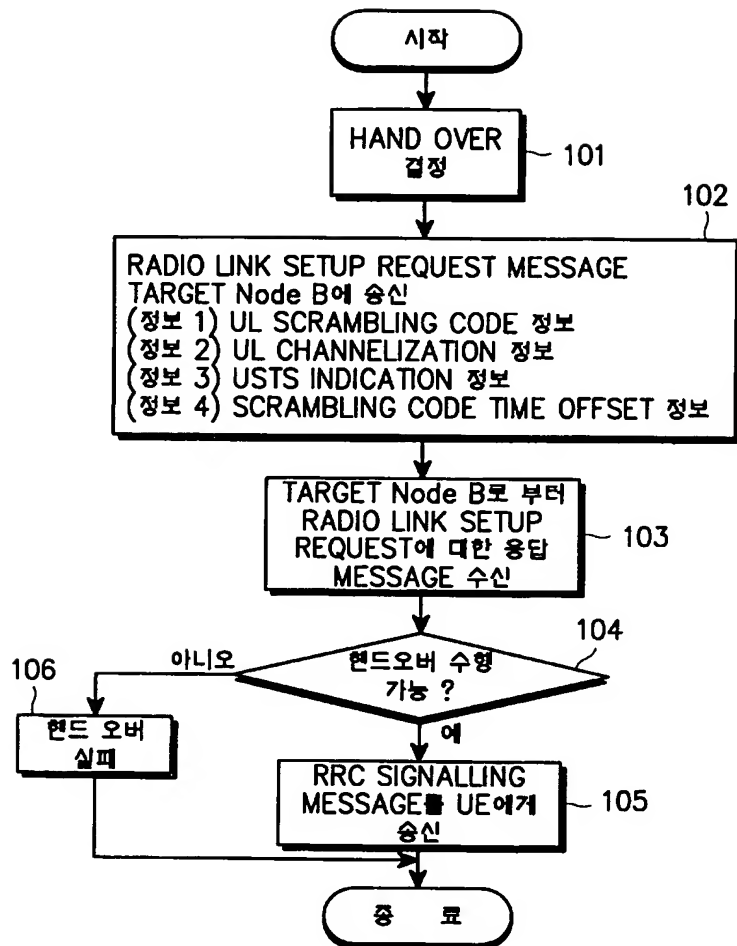 시작
HAND OVER
결정
101
102
RADIO LINK SETUP REQUEST MESSAGE
TARGET Node B에 송신
(정보 1) UL SCRAMBLING CODE 정보
(정보 2) UL CHANNELIZATION 정보
(정보 3) USTS INDICATION 정보
(정보 4) SCRAMBLING CODE TIME OFFSET 정보
TARGET Node B로 부터
RADIO LINK SETUP
REQUEST에 대한 응답
MESSAGE 수신
103
104
핸드오버 수행
가능 ?
아니오
예
106
핸드 오버
실패
RRC SIGNALLING
MESSAGE를 UE에게
송신
105
종 료